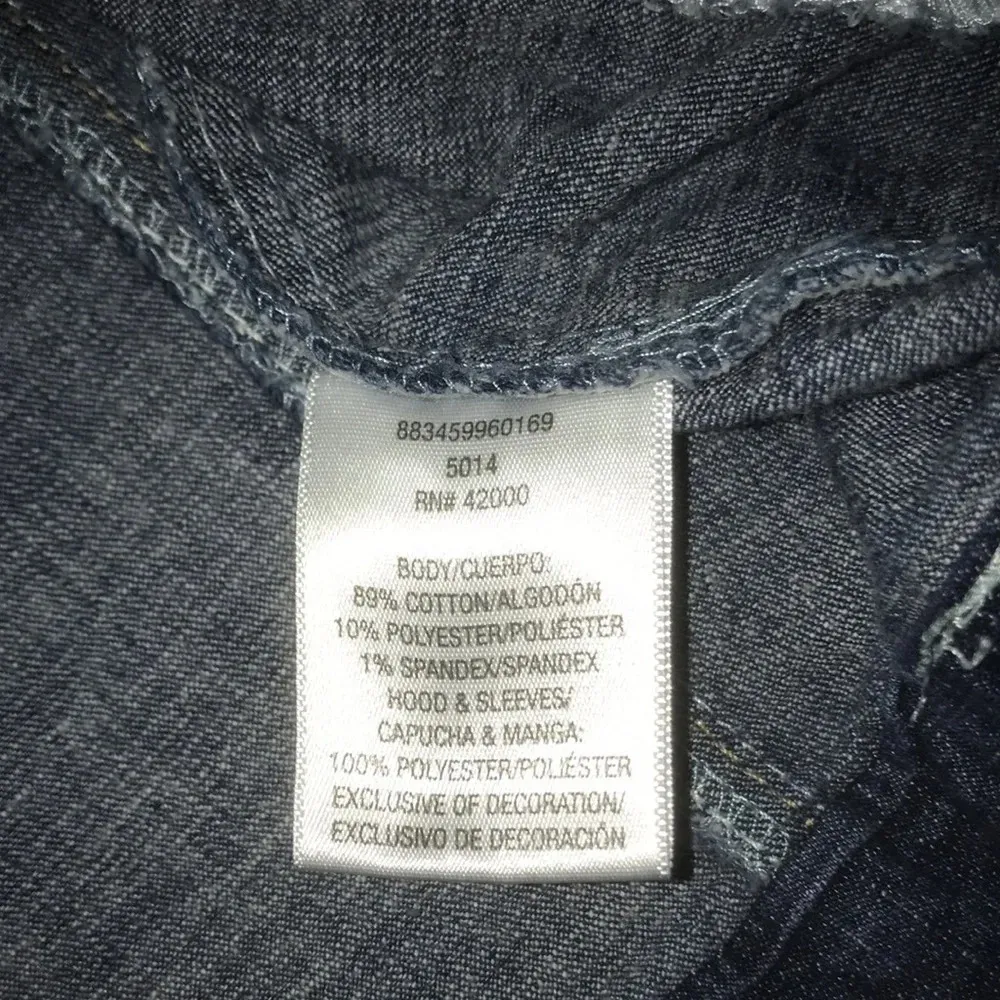 883459960169
5014
RN# 42000
BODY/CUERPO:
89% COTTON/ALGODÓN
10% POLYESTER/POLIÉSTER
1% SPANDEX/SPANDEX
HOOD & SLEEVES/
CAPUCHA & MANGA:
100% POLYESTER/POLIÉSTER
EXCLUSIVE OF DECORATION/
EXCLUSIVO DE DECORACIÓN